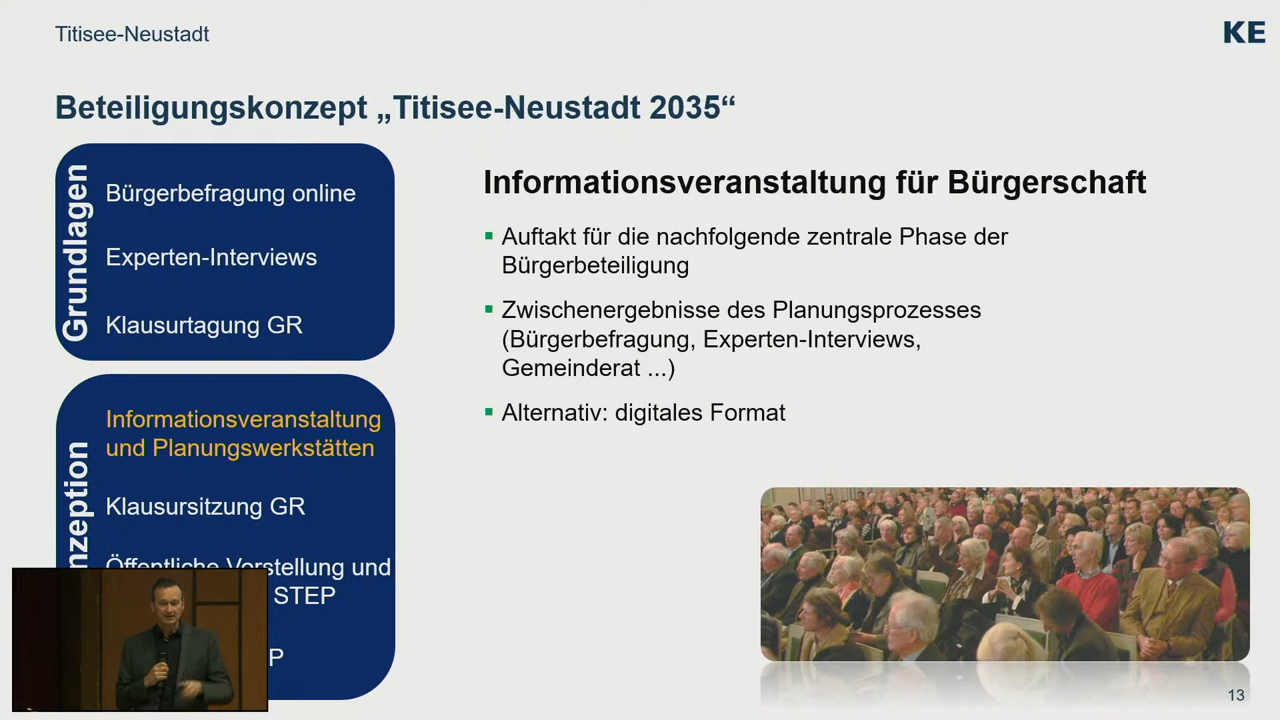 Titisee-Neustadt
KE
Beteiligungskonzept „Titisee-Neustadt 2035“
Grundlagen
Bürgerbefragung online
Experten-Interviews
Klausurtagung GR
Informationsveranstaltung
und Planungswerkstätten
Klausursitzung GR
Öffentliche Vorstellung und
STEP
Informationsveranstaltung für Bürgerschaft
Auftakt für die nachfolgende zentrale Phase der
Bürgerbeteiligung
Zwischenergebnisse des Planungsprozesses
(Bürgerbefragung, Experten-Interviews,
Gemeinderat ...)
Alternativ: digitales Format
13